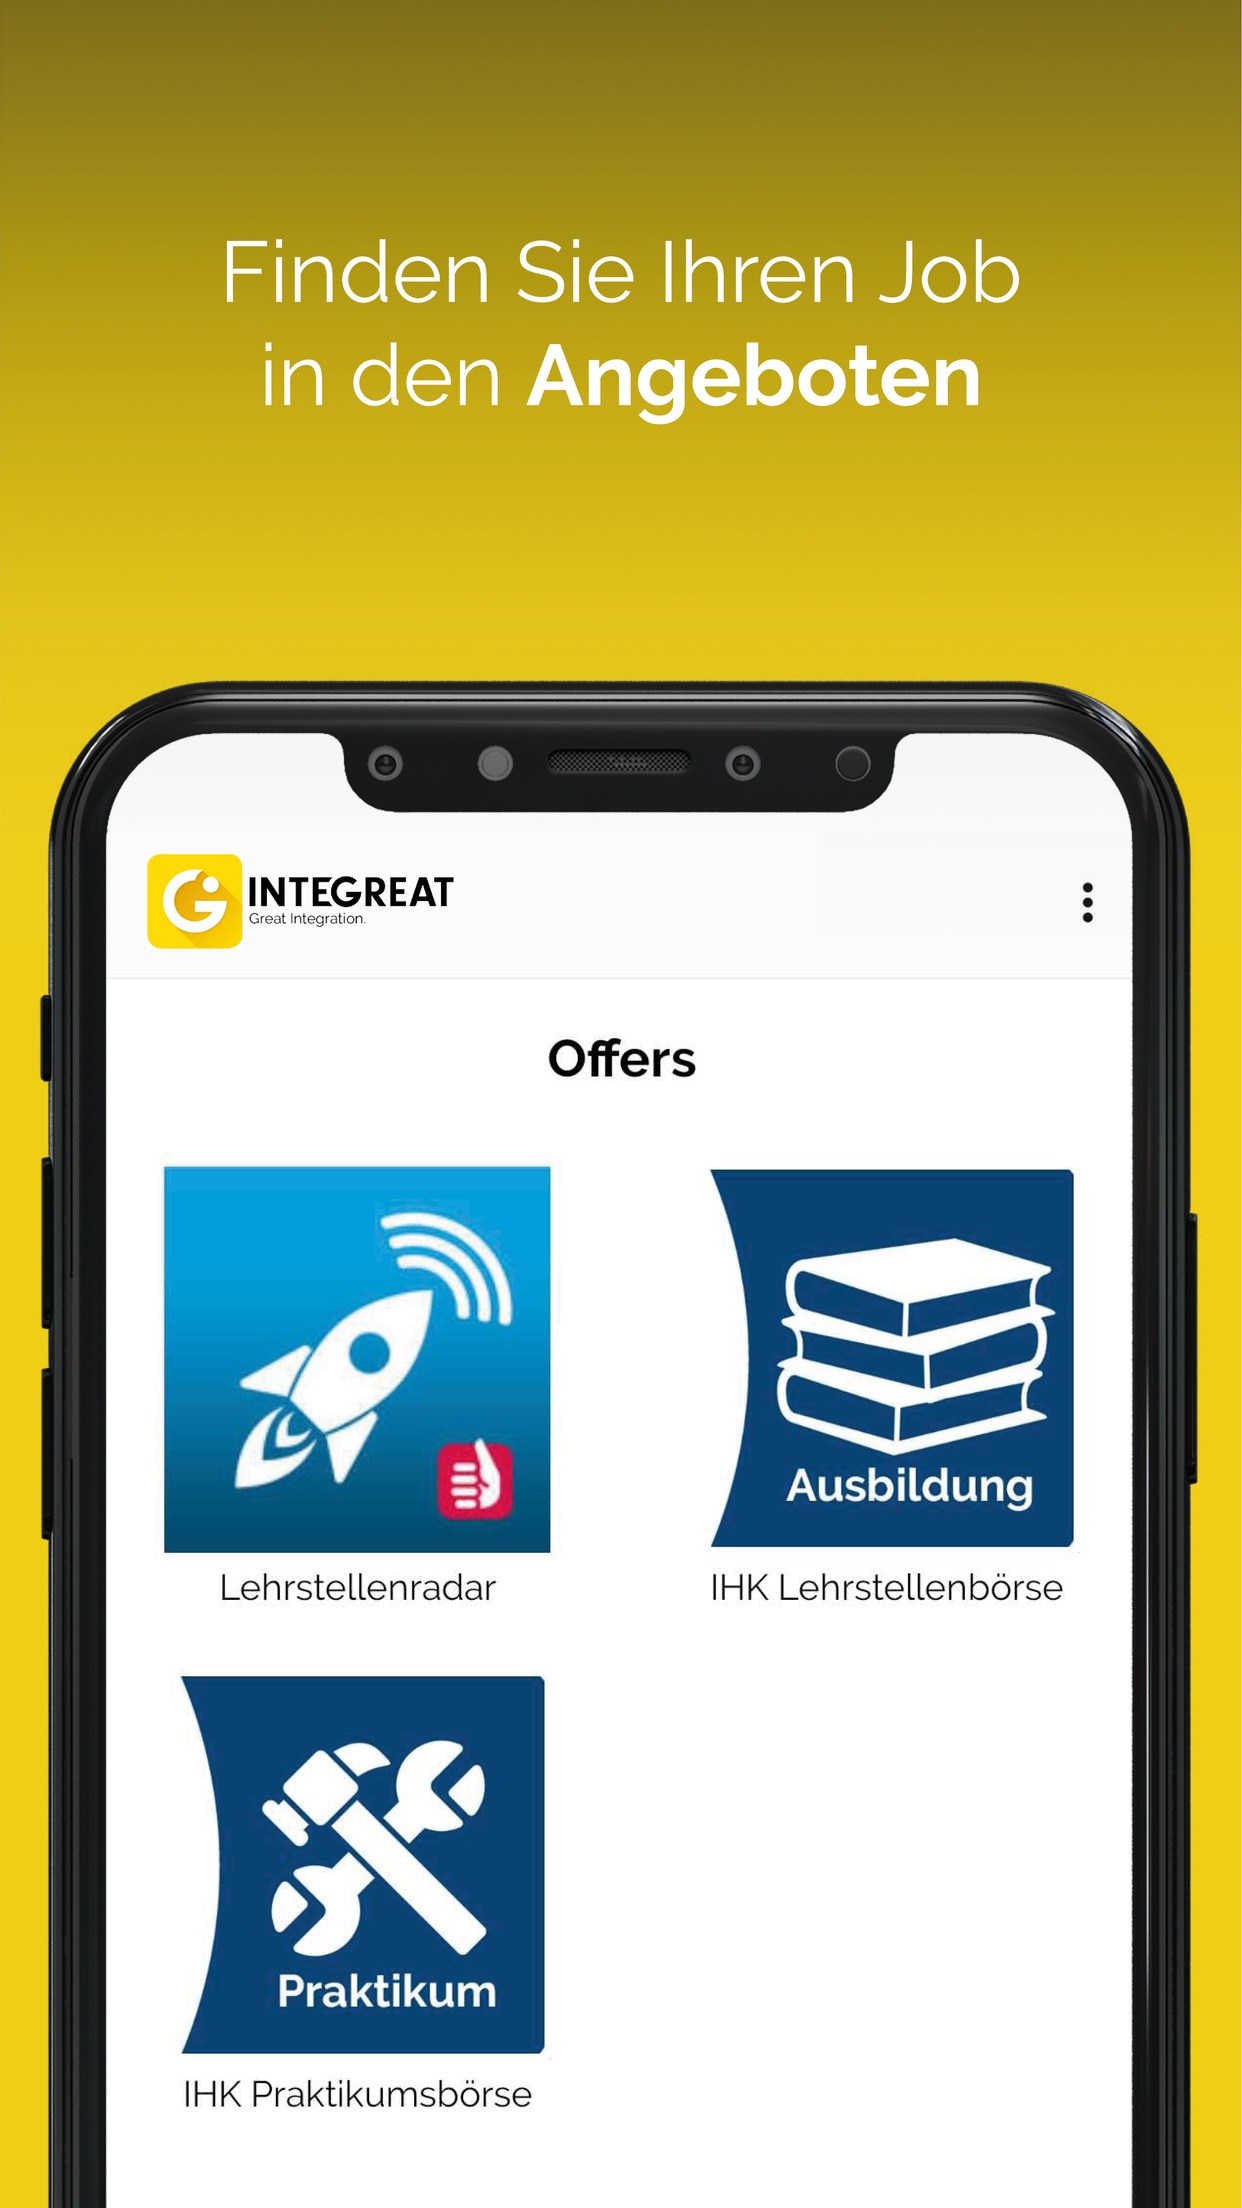 Finden Sie Ihren Job
in den Angeboten
INTEGREAT
Great Integration.
Offers
Ausbildung
Lehrstellenradar
IHK Lehrstellenbörse
Praktikum
IHK Praktikumsbörse